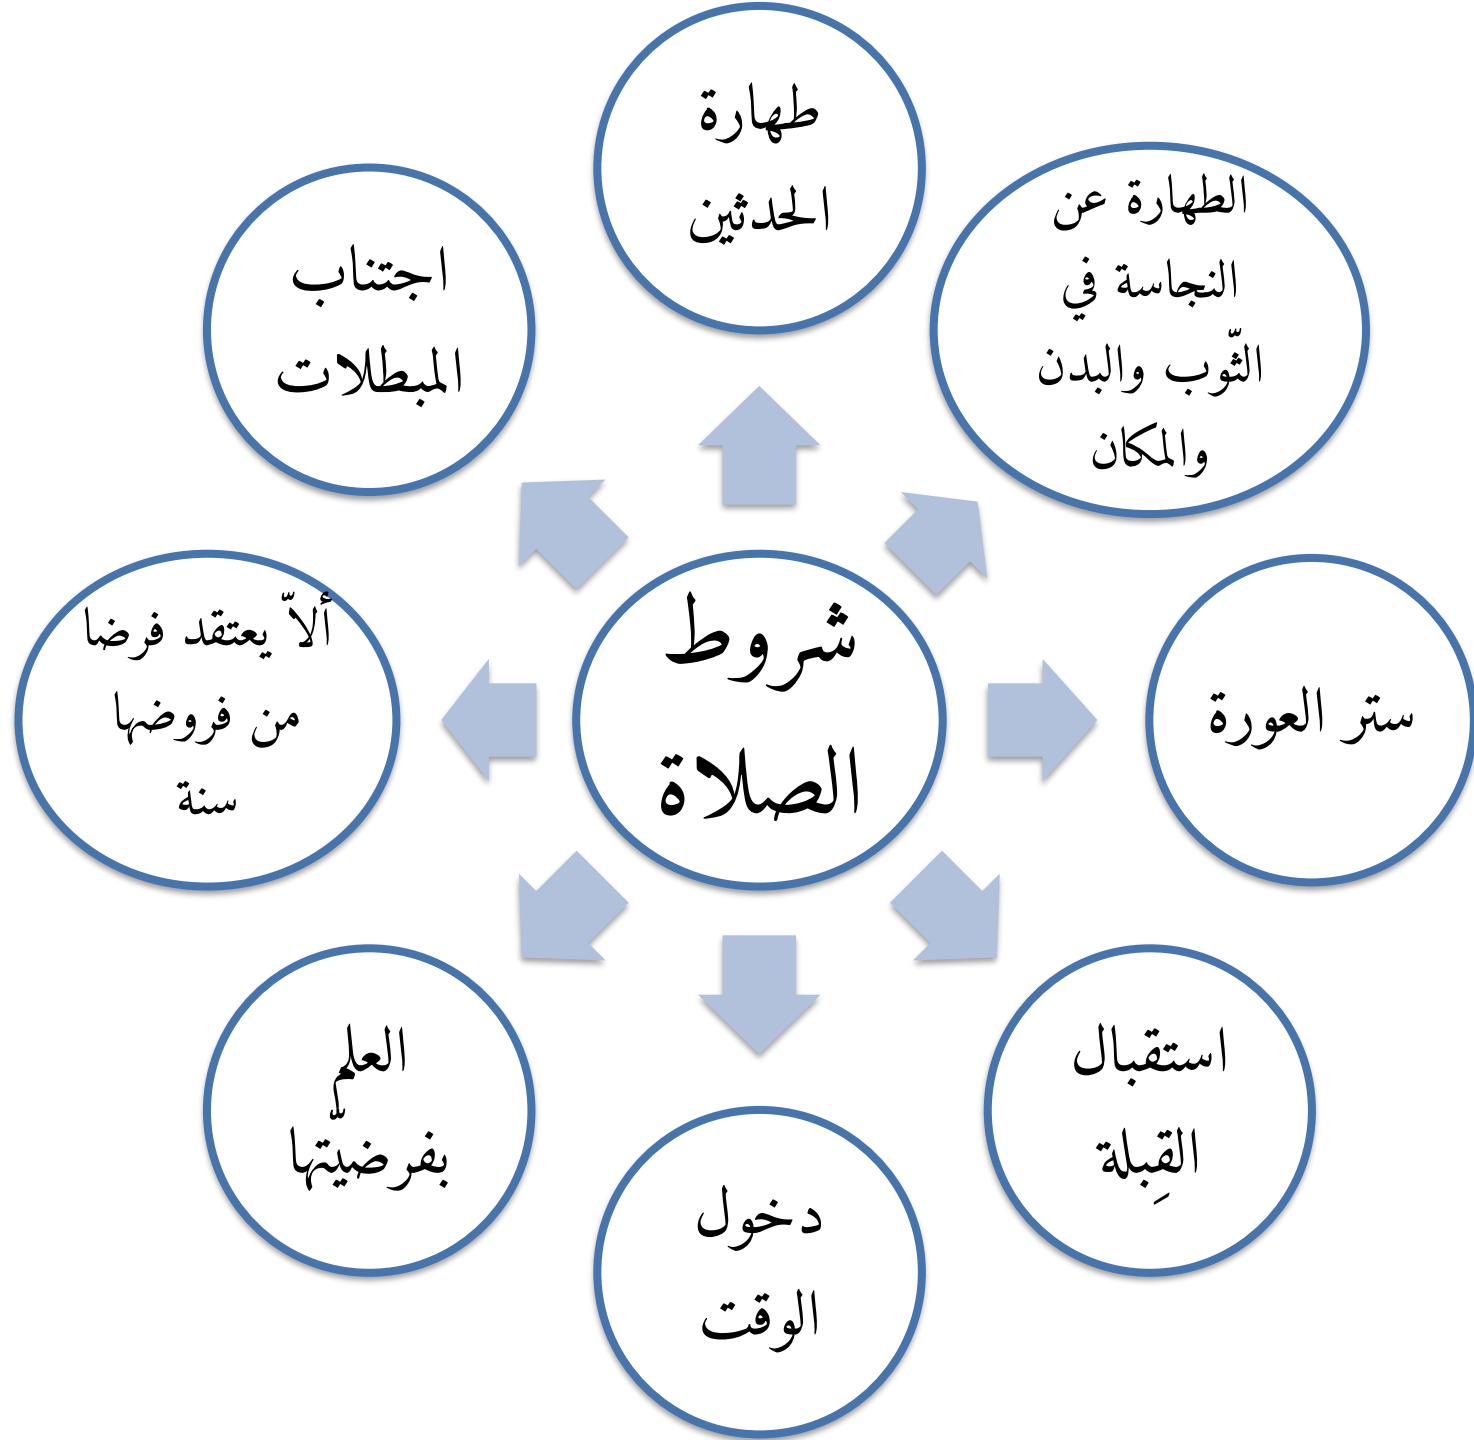 شروط
الصلاة
طهارة
الحدثين
الطهارة عن
النجاسة في
الثّوب والبدن
والمكان
ستر العورة
استقبال
القِبلة
دخول
الوقت
العلم
بفرضيّتها
ألاّ يعتقد فرضا
من فروضها
سنة
اجتناب
المبطلات